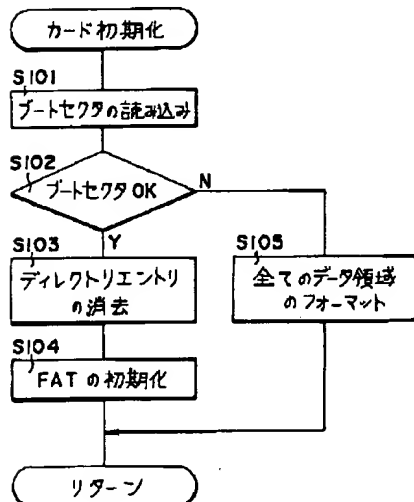 カード初期化
S101
ブートセクタの読み込み
S102
ブートセクタOK
N
Y
S103
ディレクトリエントリ
の消去
S105
全てのデータ領域
のフォーマット
S104
FATの初期化
リターン